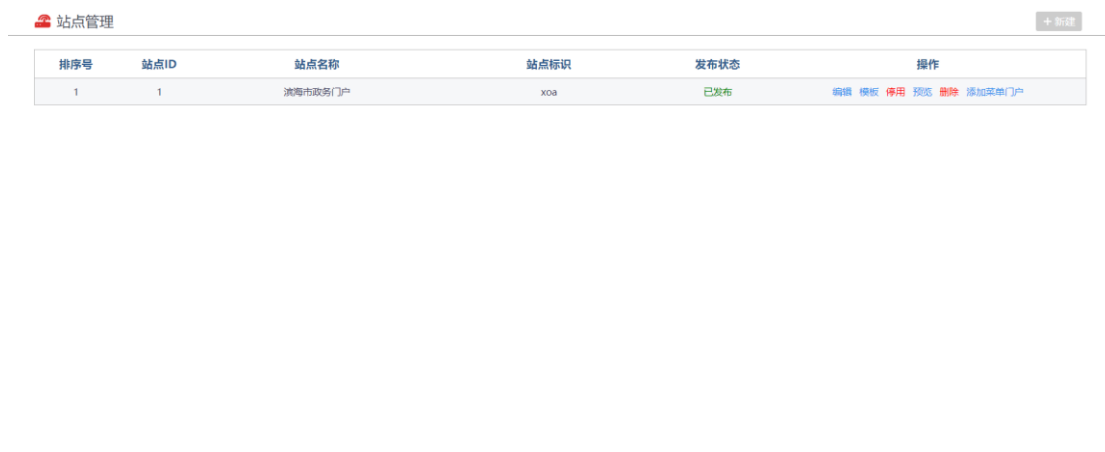 站点管理 + 新建
排序号 站点ID 站点名称 站点标识 发布状态 操作
1 1 滨海市政务门户 xoa 已发布 编辑 模板 停用 预览 删除 添加菜单门户